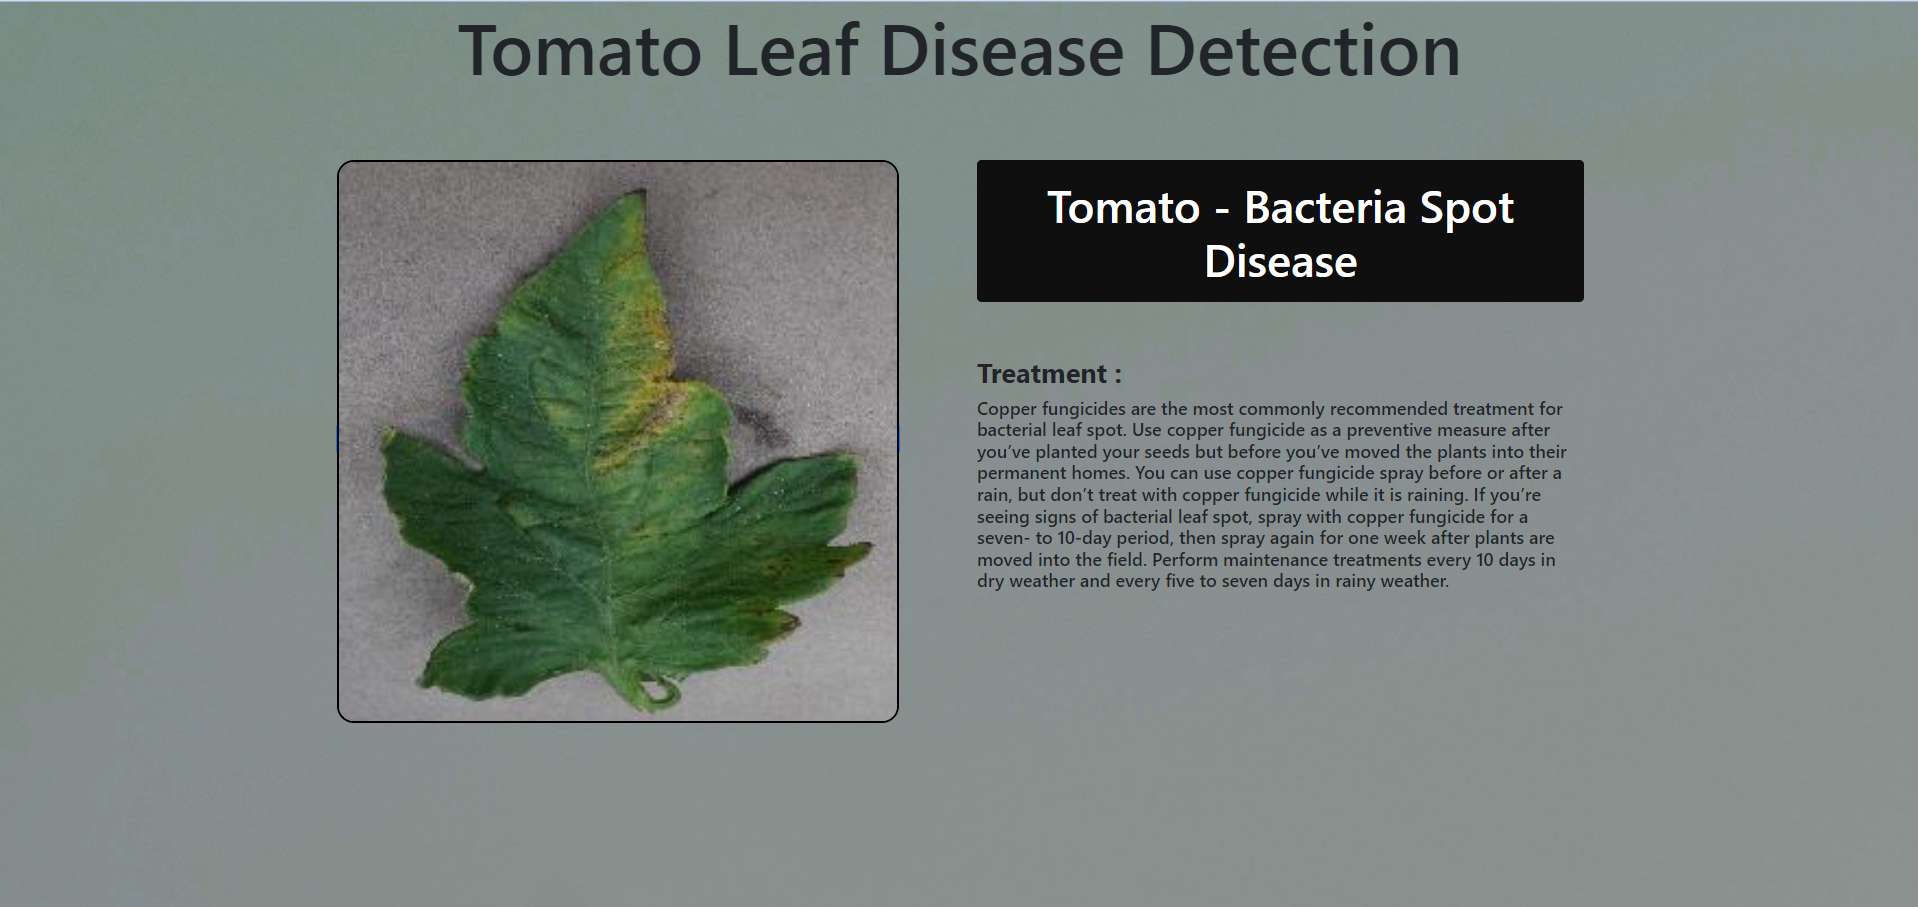 Tomato Leaf Disease Detection
Tomato - Bacteria Spot
Disease
Treatment :
Copper fungicides are the most commonly recommended treatment for
bacterial leaf spot. Use copper fungicide as a preventive measure after
you’ve planted your seeds but before you’ve moved the plants into their
permanent homes. You can use copper fungicide spray before or after a
rain, but don’t treat with copper fungicide while it is raining. If you’re
seeing signs of bacterial leaf spot, spray with copper fungicide for a
seven- to 10-day period, then spray again for one week after plants are
moved into the field. Perform maintenance treatments every 10 days in
dry weather and every five to seven days in rainy weather.